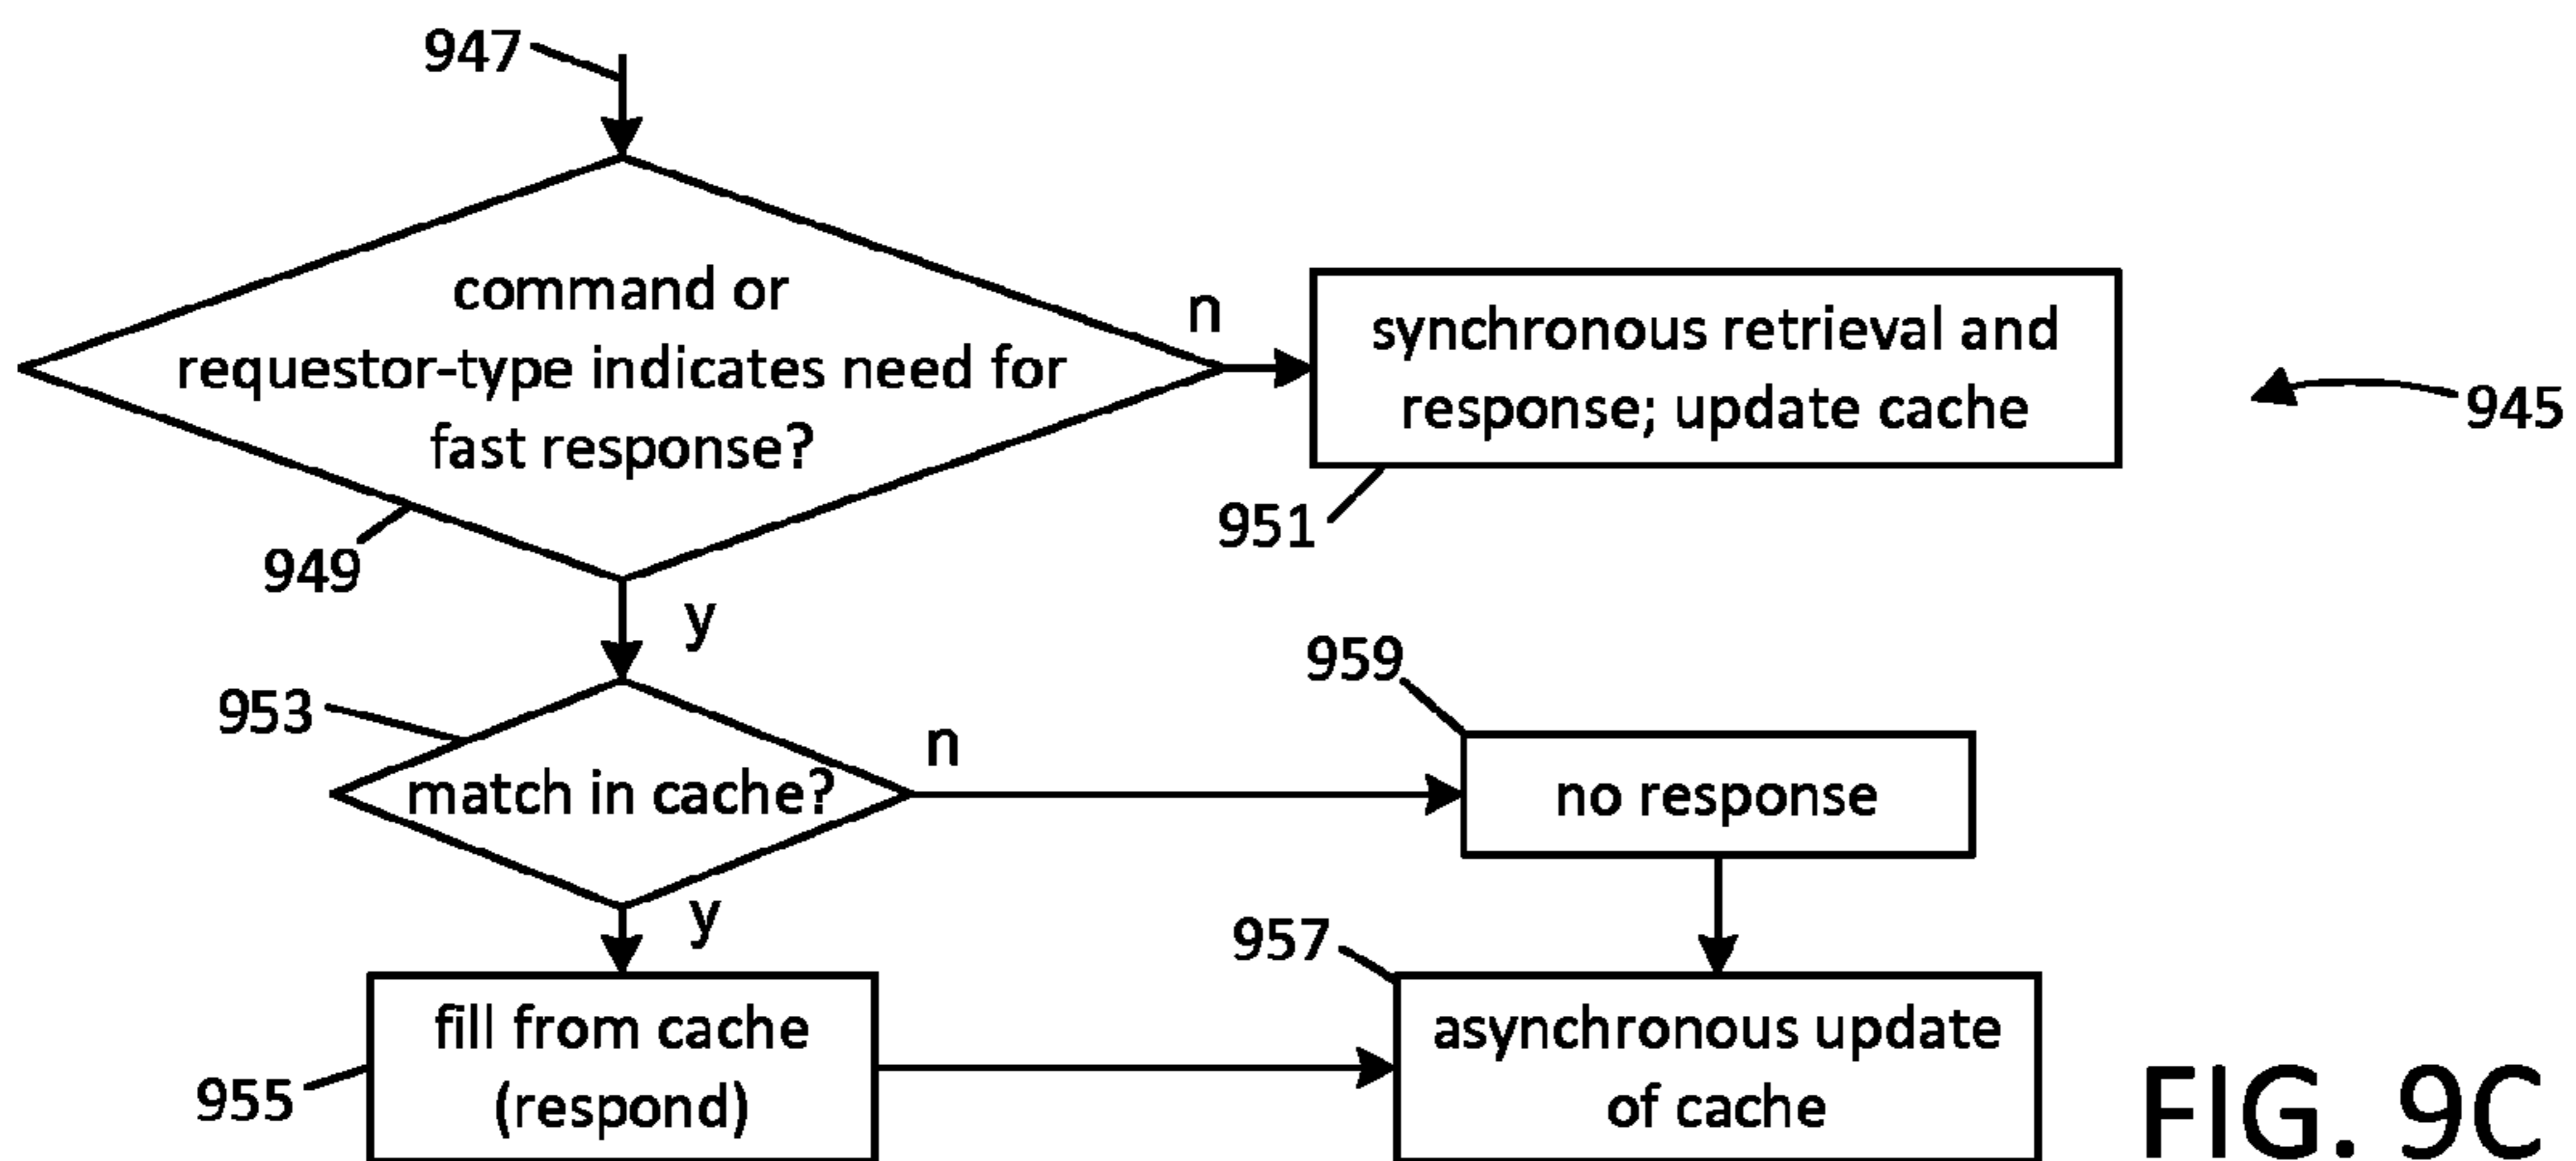 947
command or
requestor-type indicates need for
fast response?
949
n
synchronous retrieval and
response; update cache
951
945
y
953
match in cache?
n
959
no response
y
955
fill from cache
(respond)
957
asynchronous update
of cache
FIG. 9C